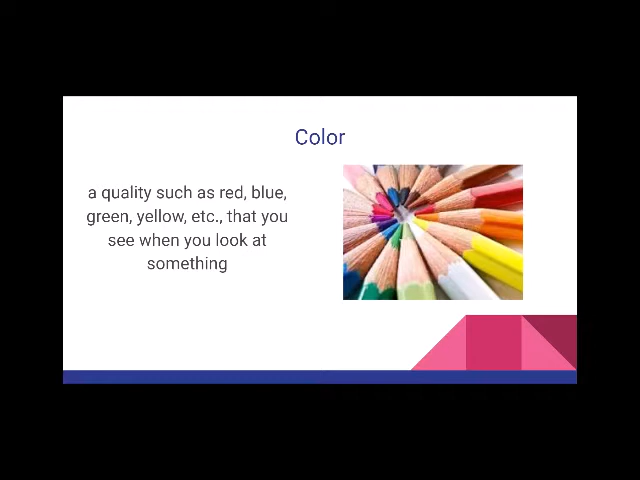 Color
a quality such as red, blue,
green, yellow, etc., that you
see when you look at
something